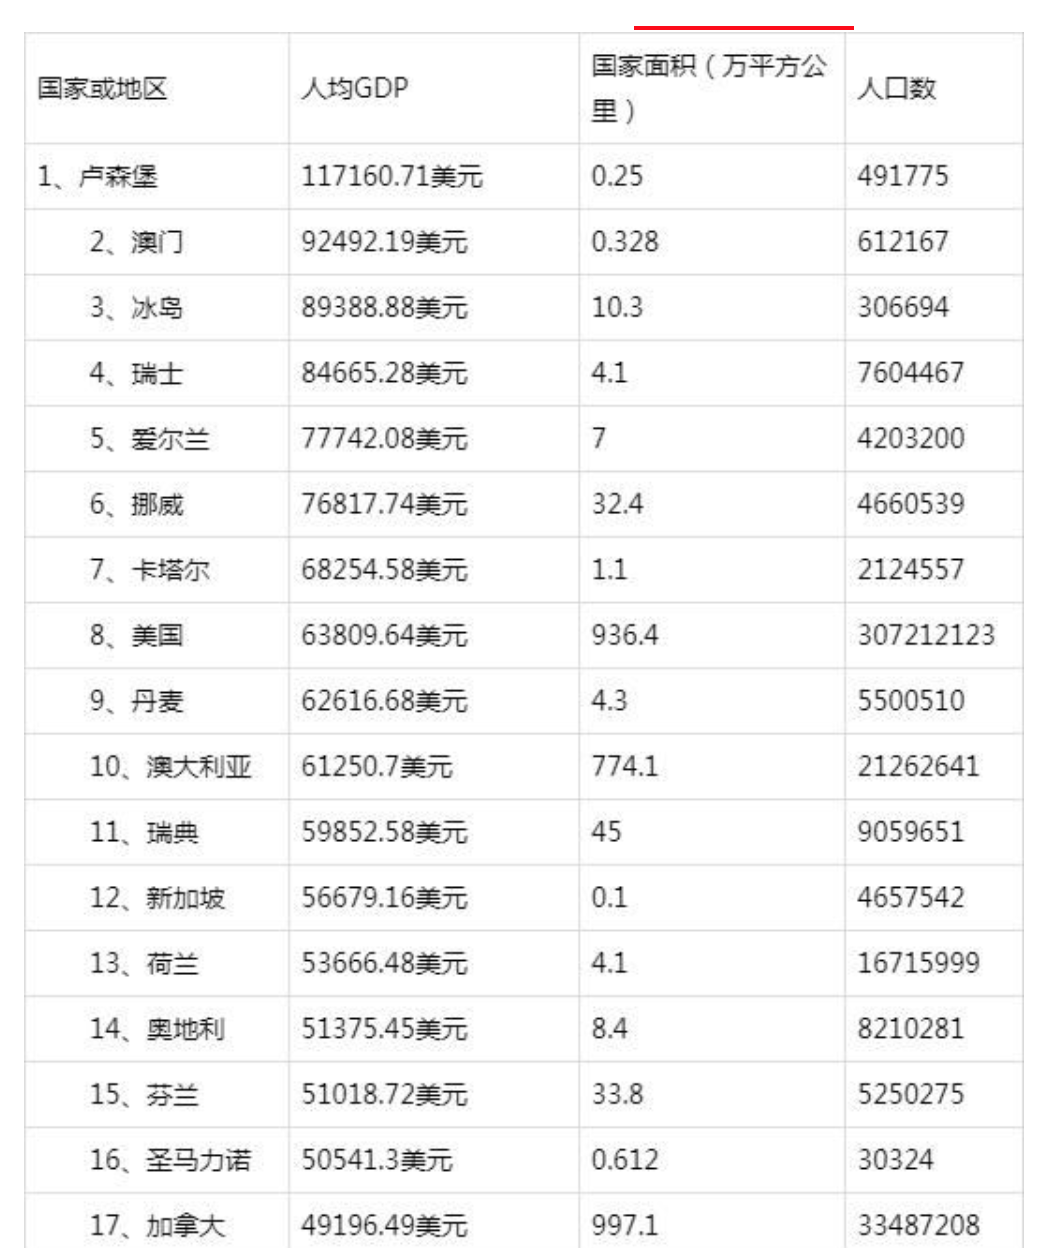 国家或地区 人均GDP 国家面积（万平方公
里） 人口数
1、卢森堡 117160.71美元 0.25 491775
2、澳门 92492.19美元 0.328 612167
3、冰岛 89388.88美元 10.3 306694
4、瑞士 84665.28美元 4.1 7604467
5、爱尔兰 77742.08美元 7 4203200
6、挪威 76817.74美元 32.4 4660539
7、卡塔尔 68254.58美元 1.1 2124557
8、美国 63809.64美元 936.4 307212123
9、丹麦 62616.68美元 4.3 5500510
10、澳大利亚 61250.7美元 774.1 21262641
11、瑞典 59852.58美元 45 9059651
12、新加坡 56679.16美元 0.1 4657542
13、荷兰 53666.48美元 4.1 16715999
14、奥地利 51375.45美元 8.4 8210281
15、芬兰 51018.72美元 33.8 5250275
16、圣马力诺 50541.3美元 0.612 30324
17、加拿大 49196.49美元 997.1 33487208